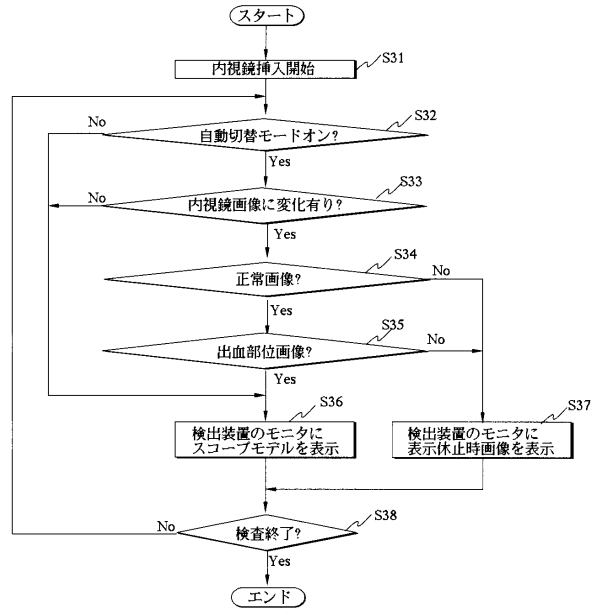 スタート
内視鏡挿入開始
S31
自動切替モードオン?
S32
No
Yes
内視鏡画像に変化有り?
S33
No
Yes
正常画像?
S34
No
Yes
出血部位画像?
S35
No
Yes
検出装置のモニタに
スコープモデルを表示
S36
検出装置のモニタに
表示休止時画像を表示
S37
検査終了?
S38
No
Yes
エンド